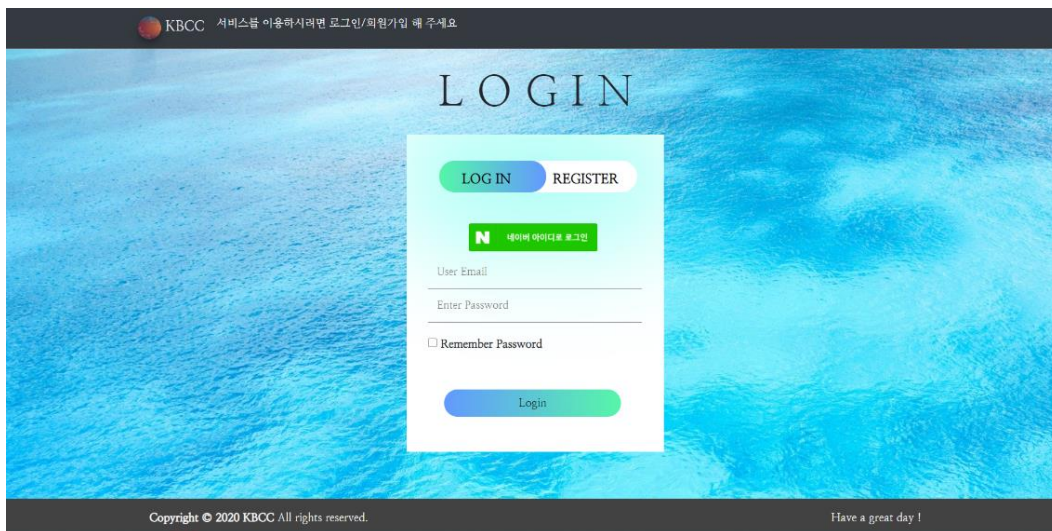 KBCC 서비스를 이용하시려면 로그인/회원가입 해 주세요
LOGIN
LOG IN REGISTER
N 네이버 아이디로 로그인
User Email
Enter Password
Remember Password
Login
Copyright © 2020 KBCC All rights reserved. Have a great day !